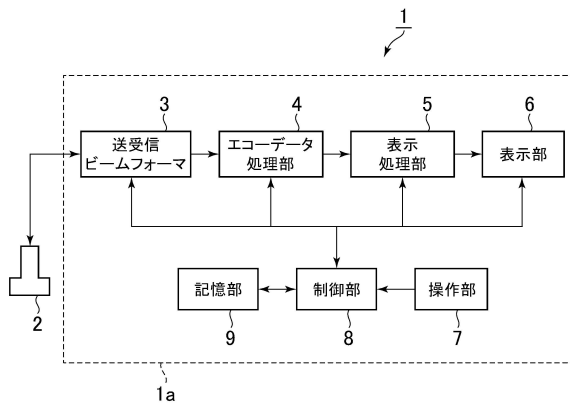 1
3
4
5
6
送受信
ビームフォーマ
エコーデータ
処理部
表示
処理部
表示部
2
記憶部
制御部
操作部
9
8
7
1a